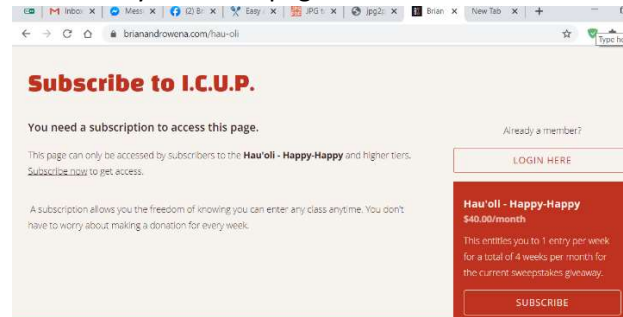 Inbox
Mess
(2) Br
Easy
JPG t
jpg2p
Brian
New Tab
brianandrowena.com/hau-oli
Subscribe to I.C.U.P.
You need a subscription to access this page.
This page can only be accessed by subscribers to the Hau'oli - Happy-Happy and higher tiers.
Subscribe now to get access.
A subscription allows you the freedom of knowing you can enter any class anytime. You don't
have to worry about making a donation for every week.
Already a member?
LOGIN HERE
Hau'oli - Happy-Happy
$40.00/month
This entitles you to 1 entry per week
for a total of 4 weeks per month for
the current sweepstakes giveaway.
SUBSCRIBE